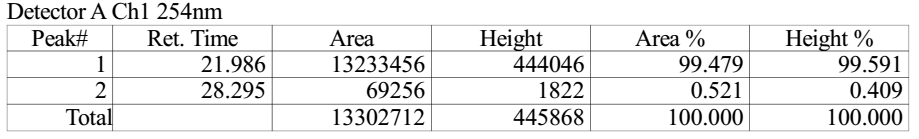 Detector A Ch1 254nm
Peak# Ret. Time Area Height Area % Height %
1 21.986 13233456 444046 99.479 99.591
2 28.295 69256 1822 0.521 0.409
Total 13302712 445868 100.000 100.000